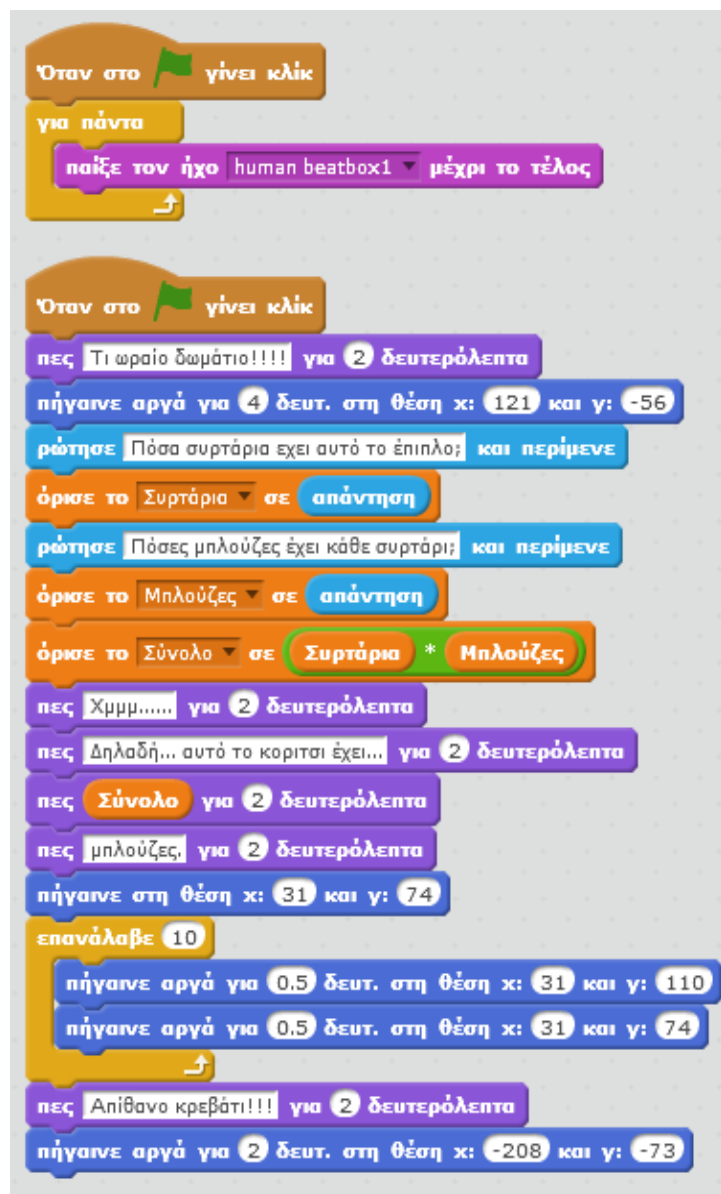 Όταν στο γίνει κλίκ
για πάντα
παίξε τον ήχο human beatbox1 μέχρι το τέλος
Όταν στο γίνει κλίκ
πες Τι ωραίο δωμάτιο!!!! για 2 δευτερόλεπτα
πήγαινε αργά για 4 δευτ. στη θέση x: 121 και y: -56
ρώτησε Πόσα συρτάρια εχει αυτό το έπιπλο; και περίμενε
όρισε το Συρτάρια σε απάντηση
ρώτησε Πόσες μπλούζες έχει κάθε συρτάρι; και περίμενε
όρισε το Μπλούζες σε απάντηση
όρισε το Σύνολο σε Συρτάρια * Μπλούζες
πες Χμμμ...... για 2 δευτερόλεπτα
πες Δηλαδή... αυτό το κοριτσι έχει... για 2 δευτερόλεπτα
πες Σύνολο για 2 δευτερόλεπτα
πες μπλούζες. για 2 δευτερόλεπτα
πήγαινε στη θέση x: 31 και y: 74
επανάλαβε 10
πήγαινε αργά για 0.5 δευτ. στη θέση x: 31 και y: 110
πήγαινε αργά για 0.5 δευτ. στη θέση x: 31 και y: 74
πες Απίθανο κρεβάτι!!! για 2 δευτερόλεπτα
πήγαινε αργά για 2 δευτ. στη θέση x: -208 και y: -73